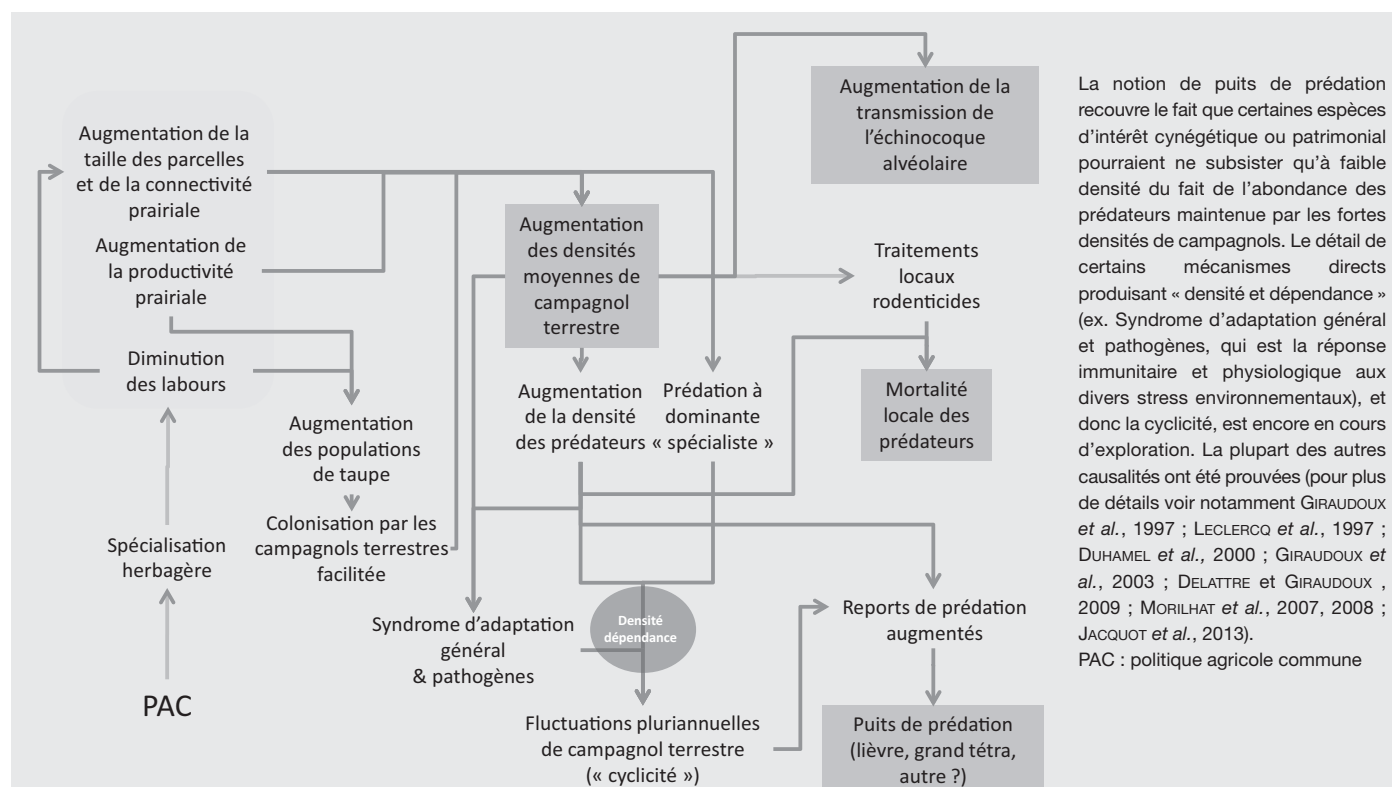 Augmentation de la
taille des parcelles
et de la connectivité
prairiale
Augmentation de
la productivité
prairiale
Diminution
des labours
Spécialisation
herbagère
PAC
Augmentation
des populations
de taupe
Colonisation par les
campagnols terrestres
facilitée
Augmentation
des densités
moyennes de
campagnol
terrestre
Augmentation
de la densité
des prédateurs
Prédation à
dominante
« spécialiste »
Syndrome d’adaptation
général
& pathogènes
Densité
dépendance
Fluctuations pluriannuelles
de campagnol terrestre
(« cyclicité »)
Augmentation de la
transmission de
l’échinocoque
alvéolaire
Traitements
locaux
rodenticides
Mortalité
locale des
prédateurs
Reports de prédation
augmentés
Puits de prédation
(lièvre, grand tétra,
autre ?)
La notion de puits de prédation
recouvre le fait que certaines espèces
d’intérêt cynégétique ou patrimonial
pourraient ne subsister qu’à faible
densité du fait de l’abondance des
prédateurs maintenue par les fortes
densités de campagnols. Le détail de
certains mécanismes directs
produisant « densité et dépendance »
(ex. Syndrome d’adaptation général
et pathogènes, qui est la réponse
immunitaire et physiologique aux
divers stress environnementaux), et
donc la cyclicité, est encore en cours
d’exploration. La plupart des autres
causalités ont été prouvées (pour plus
de détails voir notamment GIRAUDOUX
et al., 1997 ; LECLERCQ et al., 1997 ;
DUHAMEL et al., 2000 ; GIRAUDOUX et
al., 2003 ; DELATTRE et GIRAUDOUX ,
2009 ; MORILHAT et al., 2007, 2008 ;
JACQUOT et al., 2013).
PAC : politique agricole commune